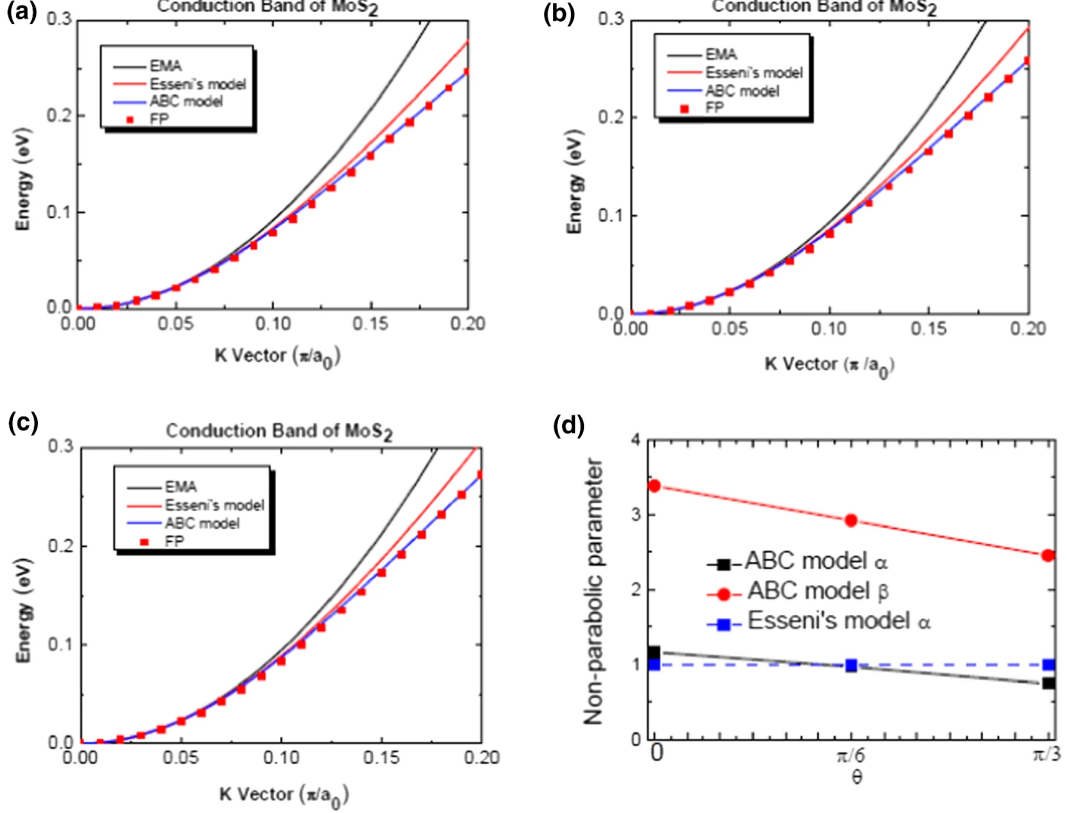 (a)
Conduction Band of MoS2
EMA
Esseni's model
ABC model
FP
0.3
0.2
0.1
0.0
Energy (eV)
0.00 0.05 0.10 0.15 0.20
K Vector (π/a0)
(b)
Conduction Band of MoS2
EMA
Esseni's model
ABC model
FP
0.3
0.2
0.1
0.0
Energy (eV)
0.00 0.05 0.10 0.15 0.20
K Vector (π /a0)
(c)
Conduction Band of MoS2
EMA
Esseni's model
ABC model
FP
0.3
0.2
0.1
0.0
Energy (eV)
0.00 0.05 0.10 0.15 0.20
K Vector (π/a0)
(d)
4
3
2
1
0
Non-parabolic parameter
ABC model α
ABC model β
Esseni's model α
0 π/6 π/3
θ